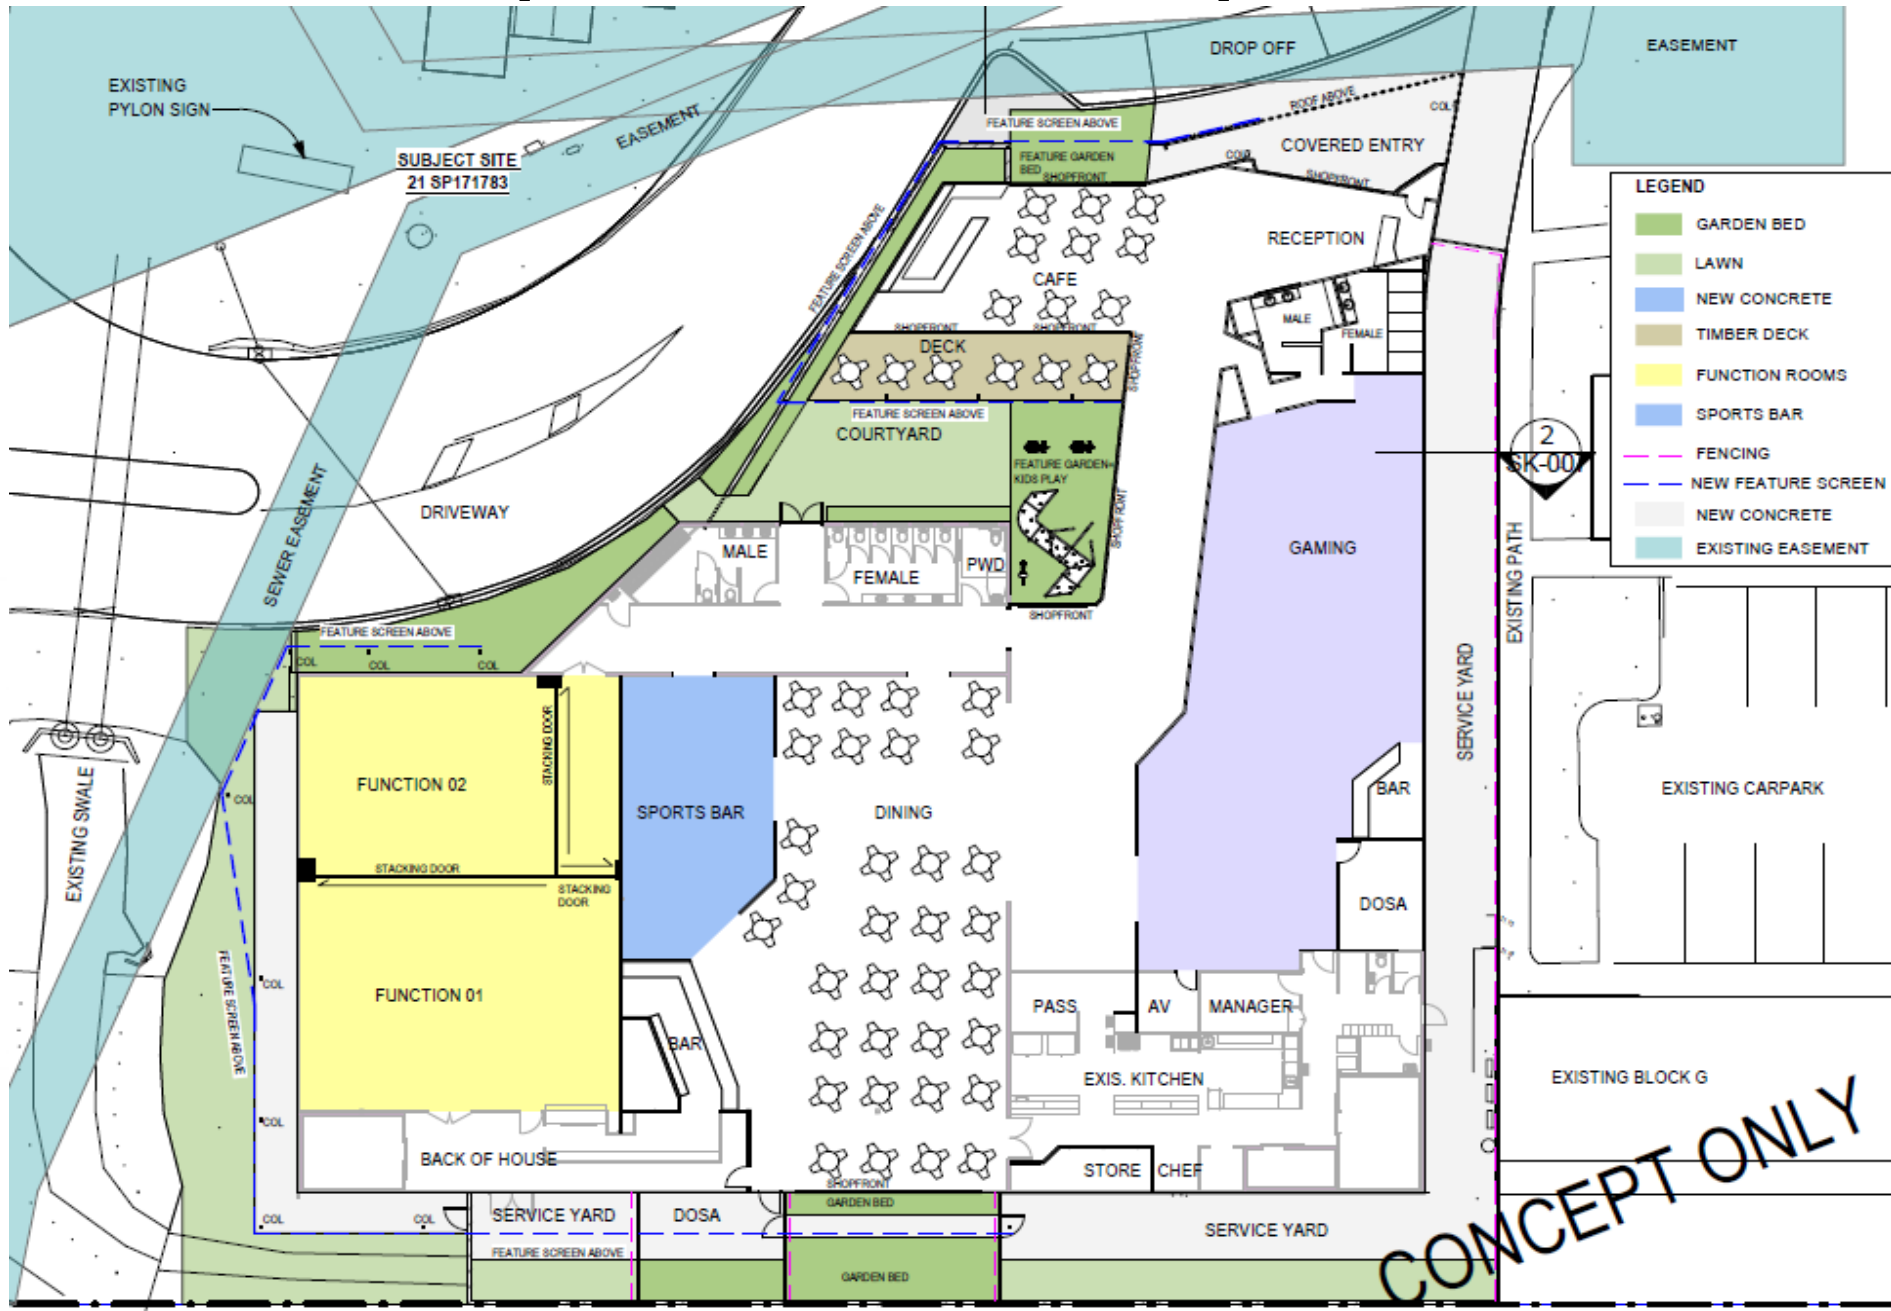 DROP OFF
EASEMENT
EXISTING
PYLON SIGN
EASEMENT
SUBJECT SITE
21 SP171783
ROOF ABOVE
COL
FEATURE SCREEN ABOVE
COVERED ENTRY
COL
FEATURE GARDEN
BED
SHOPFRONT
SHOPFRONT
LEGEND
GARDEN BED
LAWN
NEW CONCRETE
TIMBER DECK
FUNCTION ROOMS
SPORTS BAR
FENCING
NEW FEATURE SCREEN
NEW CONCRETE
EXISTING EASEMENT
FEATURE SCREEN ABOVE
RECEPTION
CAFE
MALE
FEMALE
SHOPFRONT
SHOPFRONT
DECK
SHOPFRONT
FEATURE SCREEN ABOVE
COURTYARD
2
SK-007
FEATURE GARDEN
KIDS PLAY
SEWER EASEMENT
DRIVEWAY
SHOPFRONT
GAMING
MALE
FEMALE
PWD
EXISTING PATH
SHOPFRONT
FEATURE SCREEN ABOVE
COL
COL
COL
SERVICE YARD
STACKING DOOR
FUNCTION 02
SPORTS BAR
DINING
BAR
EXISTING CARPARK
COL
EXISTING SWALE
STACKING DOOR
STACKING
DOOR
DOSA
FEATURE SCREEN ABOVE
COL
FUNCTION 01
PASS
AV
MANAGER
BAR
EXIS. KITCHEN
EXISTING BLOCK G
COL
BACK OF HOUSE
STORE
CHEF
SHOPFRONT
GARDEN BED
COL
COL
SERVICE YARD
DOSA
SERVICE YARD
FEATURE SCREEN ABOVE
GARDEN BED
CONCEPT ONLY